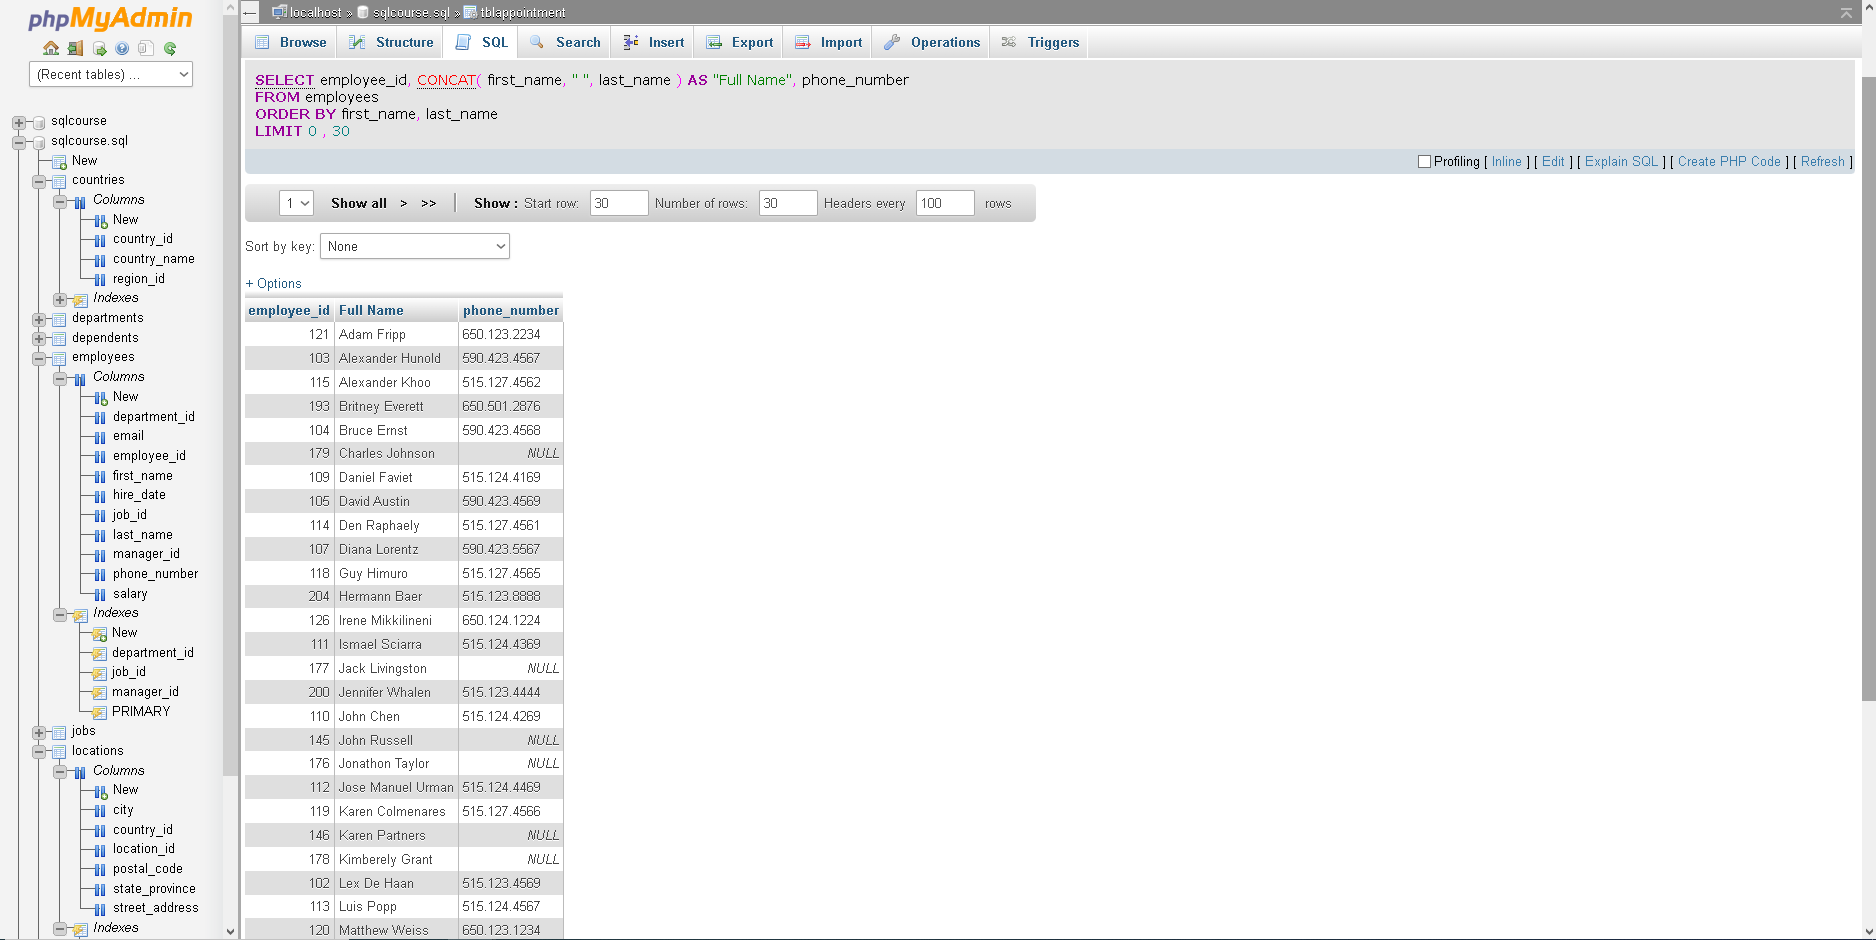 phpMyAdmin
(Recent tables) ...
sqlcourse
sqlcourse.sql
New
countries
Columns
New
country_id
country_name
region_id
Indexes
departments
dependents
employees
Columns
New
department_id
email
employee_id
first_name
hire_date
job_id
last_name
manager_id
phone_number
salary
Indexes
New
department_id
job_id
manager_id
PRIMARY
jobs
locations
Columns
New
city
country_id
location_id
postal_code
state_province
street_address
Indexes
localhost » sqlcourse.sql » tblappointment
Browse Structure SQL Search Insert Export Import Operations Triggers
SELECT employee_id, CONCAT( first_name, " ", last_name ) AS "Full Name", phone_number
FROM employees
ORDER BY first_name, last_name
LIMIT 0 , 30
Profiling [ Inline ] [ Edit ] [ Explain SQL ] [ Create PHP Code ] [ Refresh ]
1 Show all > >> Show : Start row: 30 Number of rows: 30 Headers every 100 rows
Sort by key: None
+ Options
employee_id Full Name phone_number
121 Adam Fripp 650.123.2234
103 Alexander Hunold 590.423.4567
115 Alexander Khoo 515.127.4562
193 Britney Everett 650.501.2876
104 Bruce Ernst 590.423.4568
179 Charles Johnson NULL
109 Daniel Faviet 515.124.4169
105 David Austin 590.423.4569
114 Den Raphaely 515.127.4561
107 Diana Lorentz 590.423.5567
118 Guy Himuro 515.127.4565
204 Hermann Baer 515.123.8888
126 Irene Mikkilineni 650.124.1224
111 Ismael Sciarra 515.124.4369
177 Jack Livingston NULL
200 Jennifer Whalen 515.123.4444
110 John Chen 515.124.4269
145 John Russell NULL
176 Jonathon Taylor NULL
112 Jose Manuel Urman 515.124.4469
119 Karen Colmenares 515.127.4566
146 Karen Partners NULL
178 Kimberely Grant NULL
102 Lex De Haan 515.123.4569
113 Luis Popp 515.124.4567
120 Matthew Weiss 650.123.1234